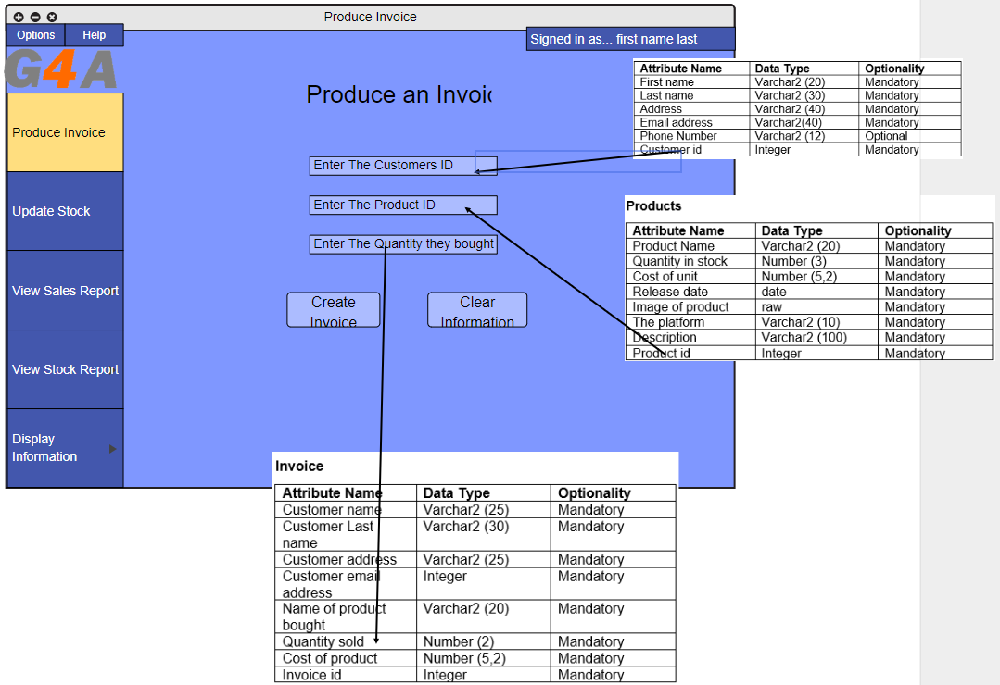 Produce Invoice
Options Help
Signed in as... first name last
G4A
Produce an Invoic
Produce Invoice
Update Stock
View Sales Report
View Stock Report
Display
Information
Enter The Customers ID
Enter The Product ID
Enter The Quantity they bought
Create
Invoice
Clear
Information
Attribute Name Data Type Optionality
First name Varchar2 (20) Mandatory
Last name Varchar2 (30) Mandatory
Address Varchar2 (40) Mandatory
Email address Varchar2(40) Mandatory
Phone Number Varchar2 (12) Optional
Customer id Integer Mandatory
Products
Attribute Name Data Type Optionality
Product Name Varchar2 (20) Mandatory
Quantity in stock Number (3) Mandatory
Cost of unit Number (5,2) Mandatory
Release date date Mandatory
Image of product raw Mandatory
The platform Varchar2 (10) Mandatory
Description Varchar2 (100) Mandatory
Product id Integer Mandatory
Invoice
Attribute Name Data Type Optionality
Customer name Varchar2 (25) Mandatory
Customer Last Varchar2 (30) Mandatory
name
Customer address Varchar2 (25) Mandatory
Customer email Integer Mandatory
address
Name of product Varchar2 (20) Mandatory
bought
Quantity sold Number (2) Mandatory
Cost of product Number (5,2) Mandatory
Invoice id Integer Mandatory